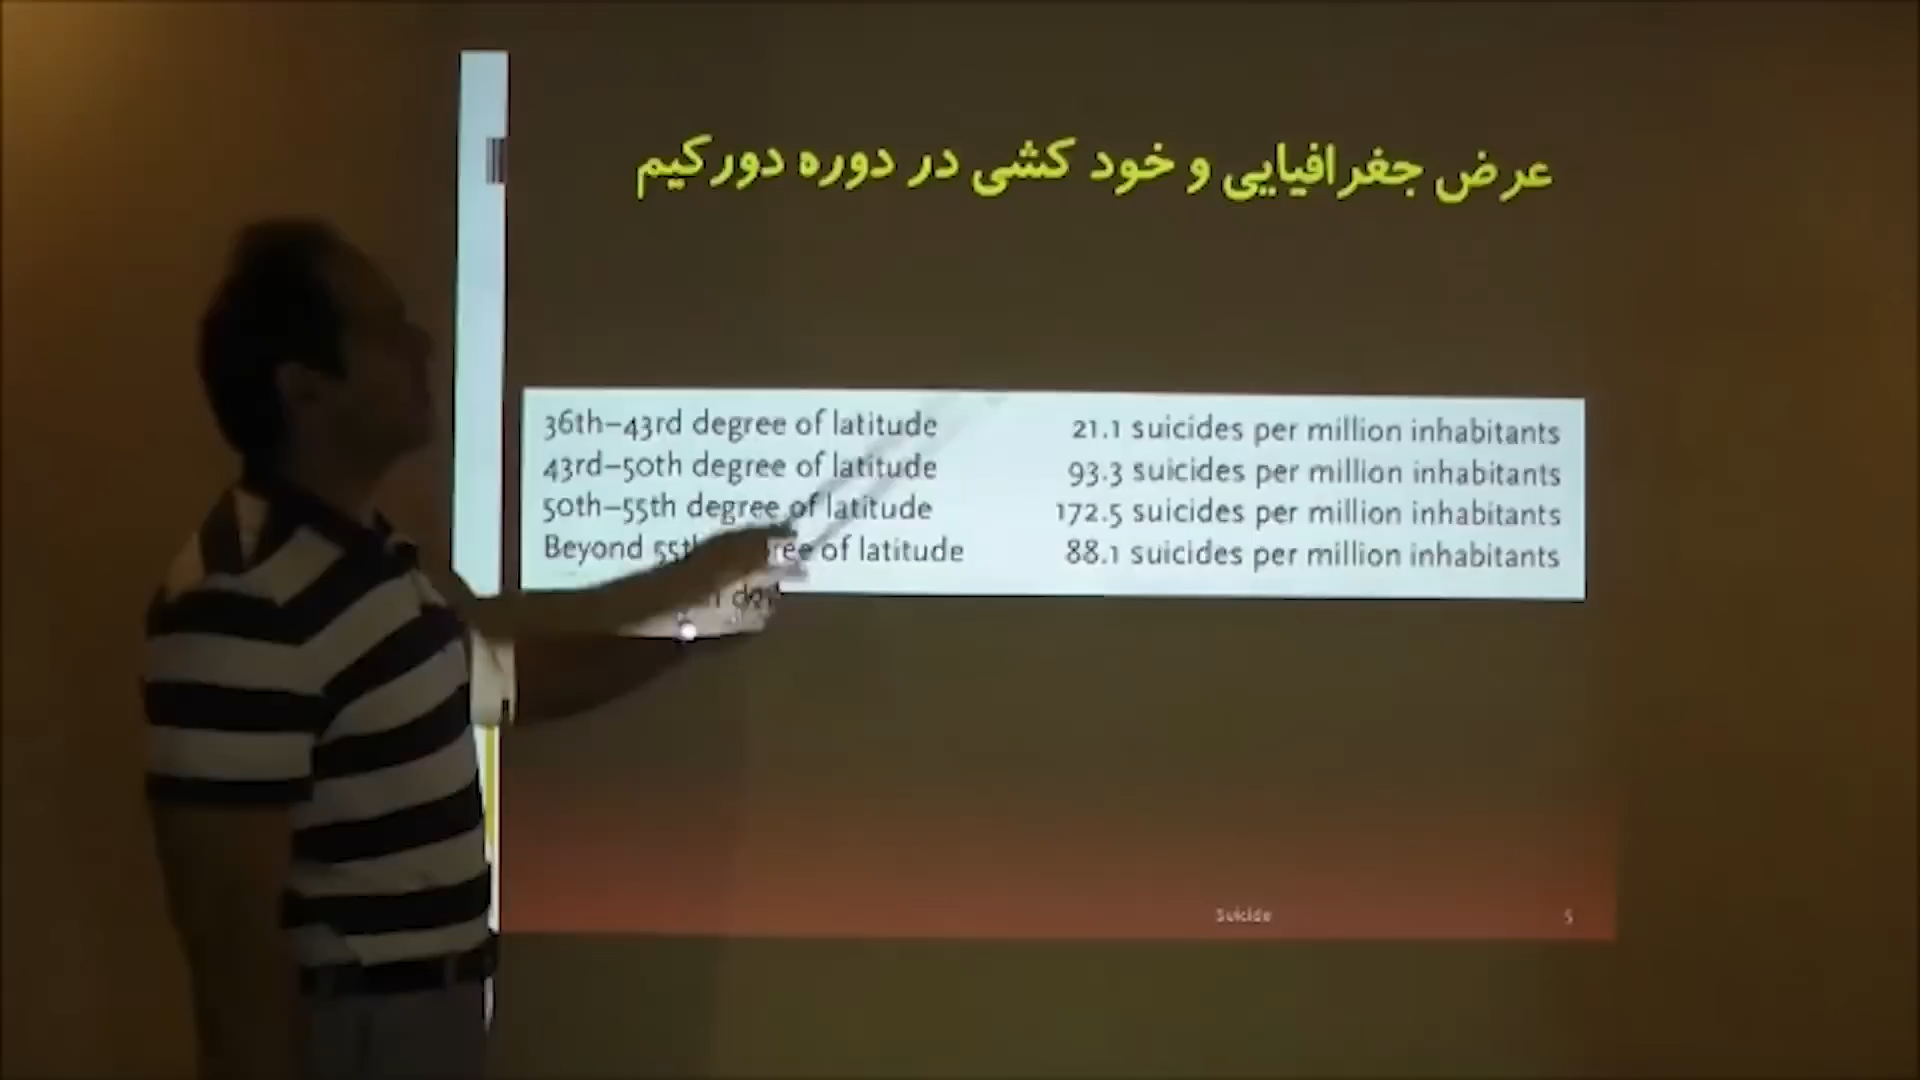 عرض جغرافیایی و خود کشی در دوره دورکیم
36th–43rd degree of latitude 21.1 suicides per million inhabitants
43rd–50th degree of latitude 93.3 suicides per million inhabitants
50th–55th degree of latitude 172.5 suicides per million inhabitants
Beyond 55th of latitude 88.1 suicides per million inhabitants
Suicide 5